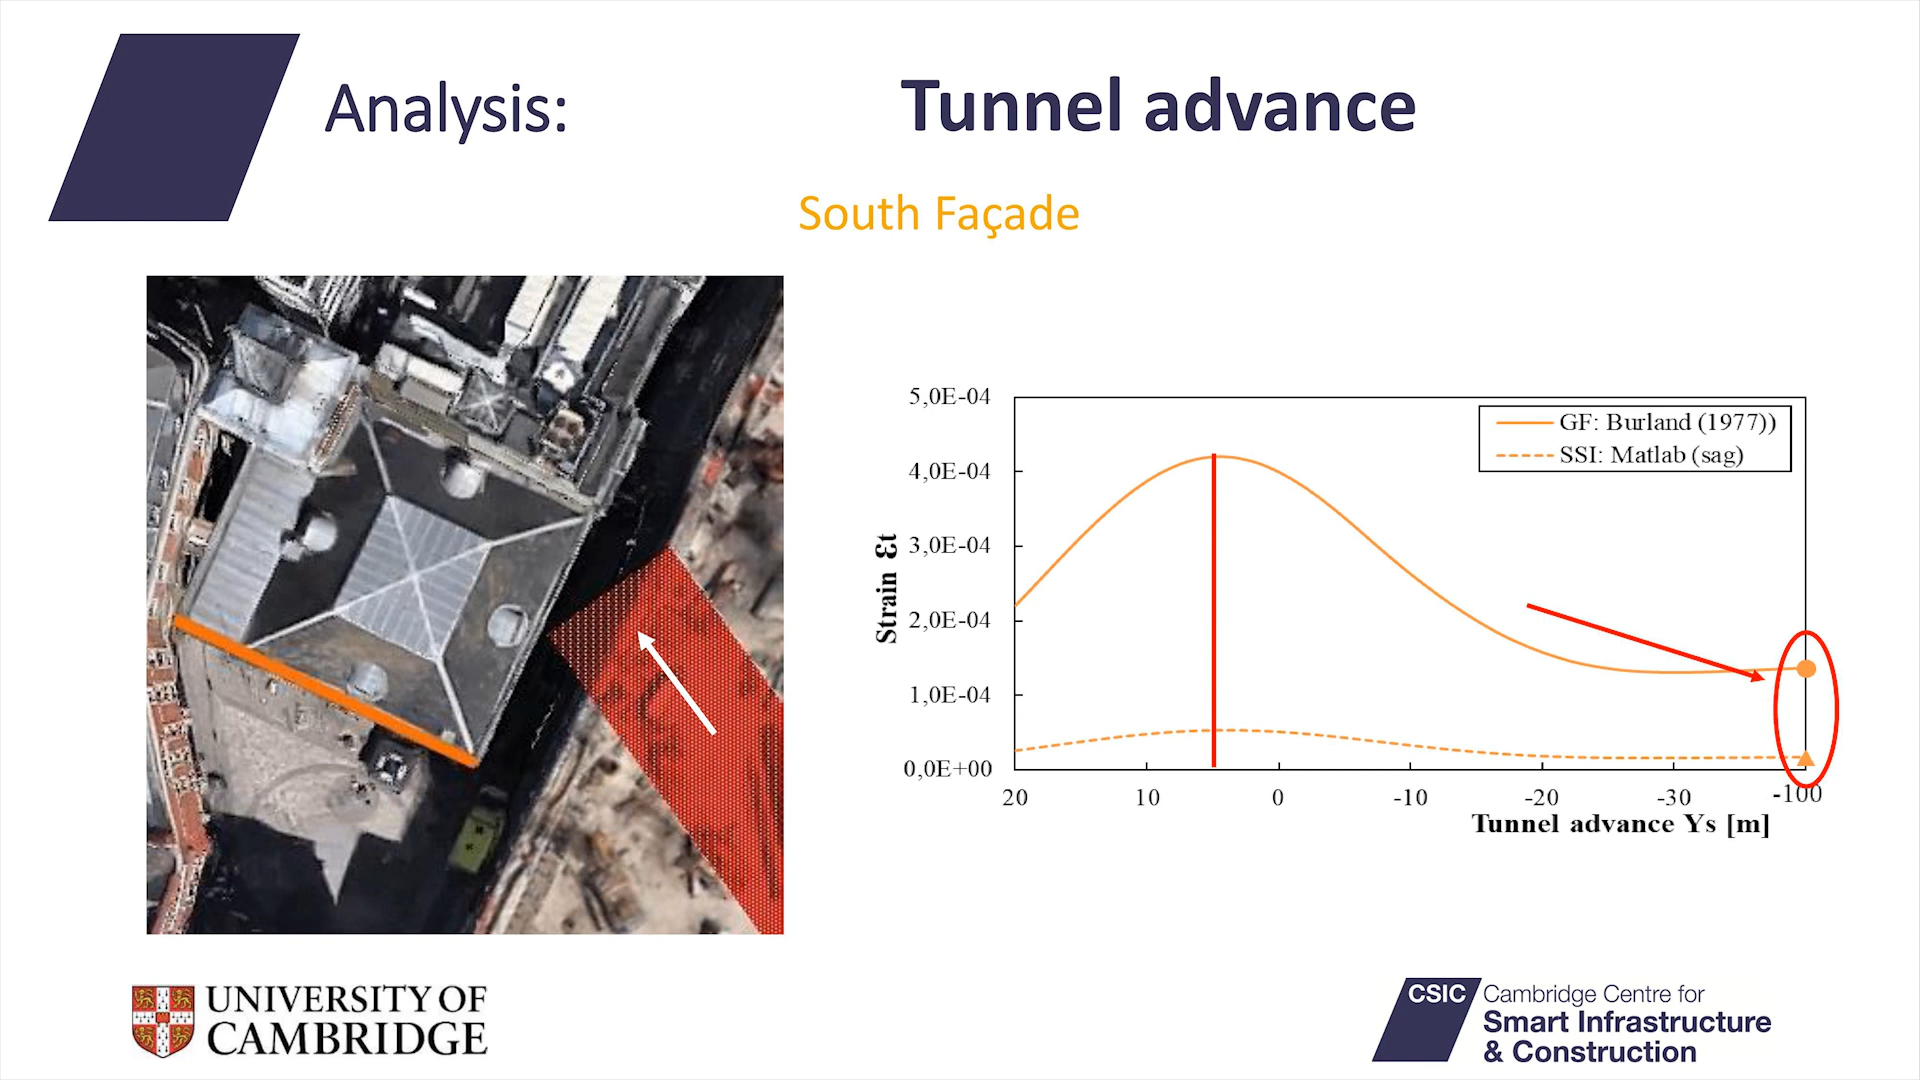 Analysis:
Tunnel advance
South Façade
5,0E-04
4,0E-04
3,0E-04
2,0E-04
1,0E-04
0,0E+00
Strain Ɛt
GF: Burland (1977))
SSI: Matlab (sag)
20 10 0 -10 -20 -30 -100
Tunnel advance Ys [m]
UNIVERSITY OF
CAMBRIDGE
CSIC
Cambridge Centre for
Smart Infrastructure
& Construction